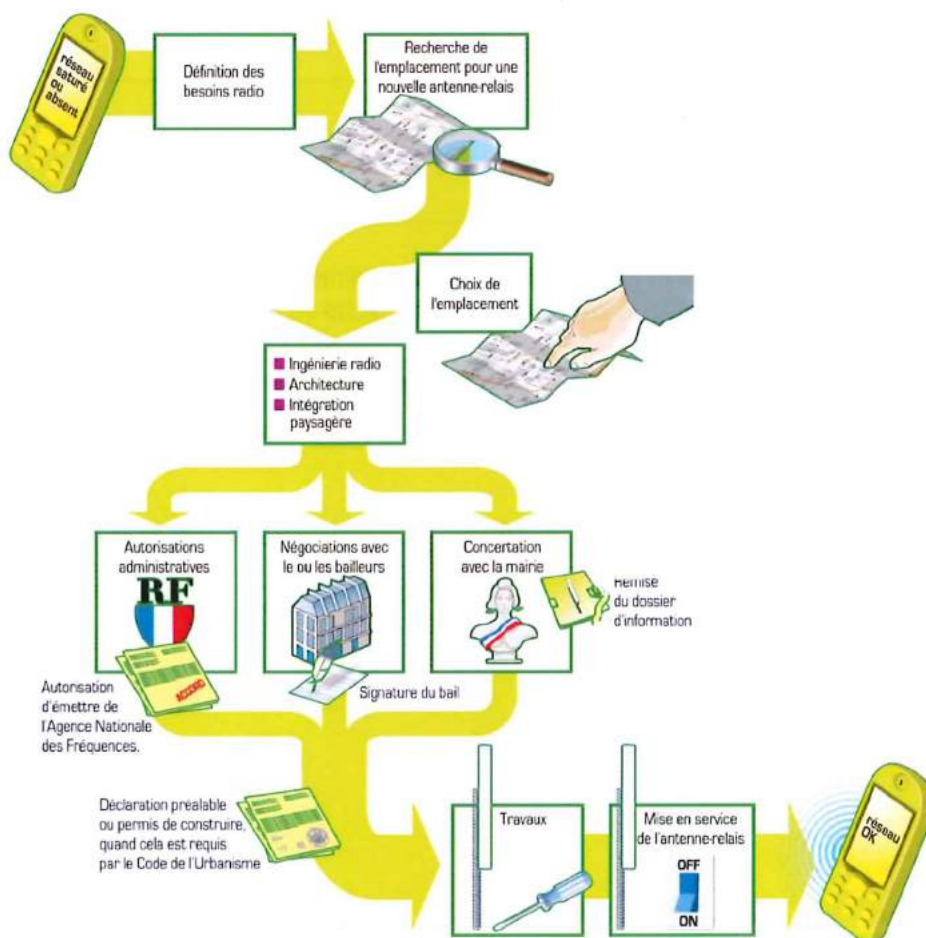 réseau
saturé
ou
absent
Définition des
besoins radio
Recherche de
l'emplacement pour une
nouvelle antenne-relais
Choix de
l'emplacement
Ingénierie radio
Architecture
Intégration
paysagère
Autorisations
administratives
RF
ACCORD
Autorisation
d'émettre de
l'Agence Nationale
des Fréquences.
Négociations avec
le ou les bailleurs
Signature du bail
Concertation
avec la mairie
Remise
du dossier
d'information
Déclaration préalable
ou permis de construire,
quand cela est requis
par le Code de l'Urbanisme
Travaux
Mise en service
de l'antenne-relais
OFF
ON
réseau
OK